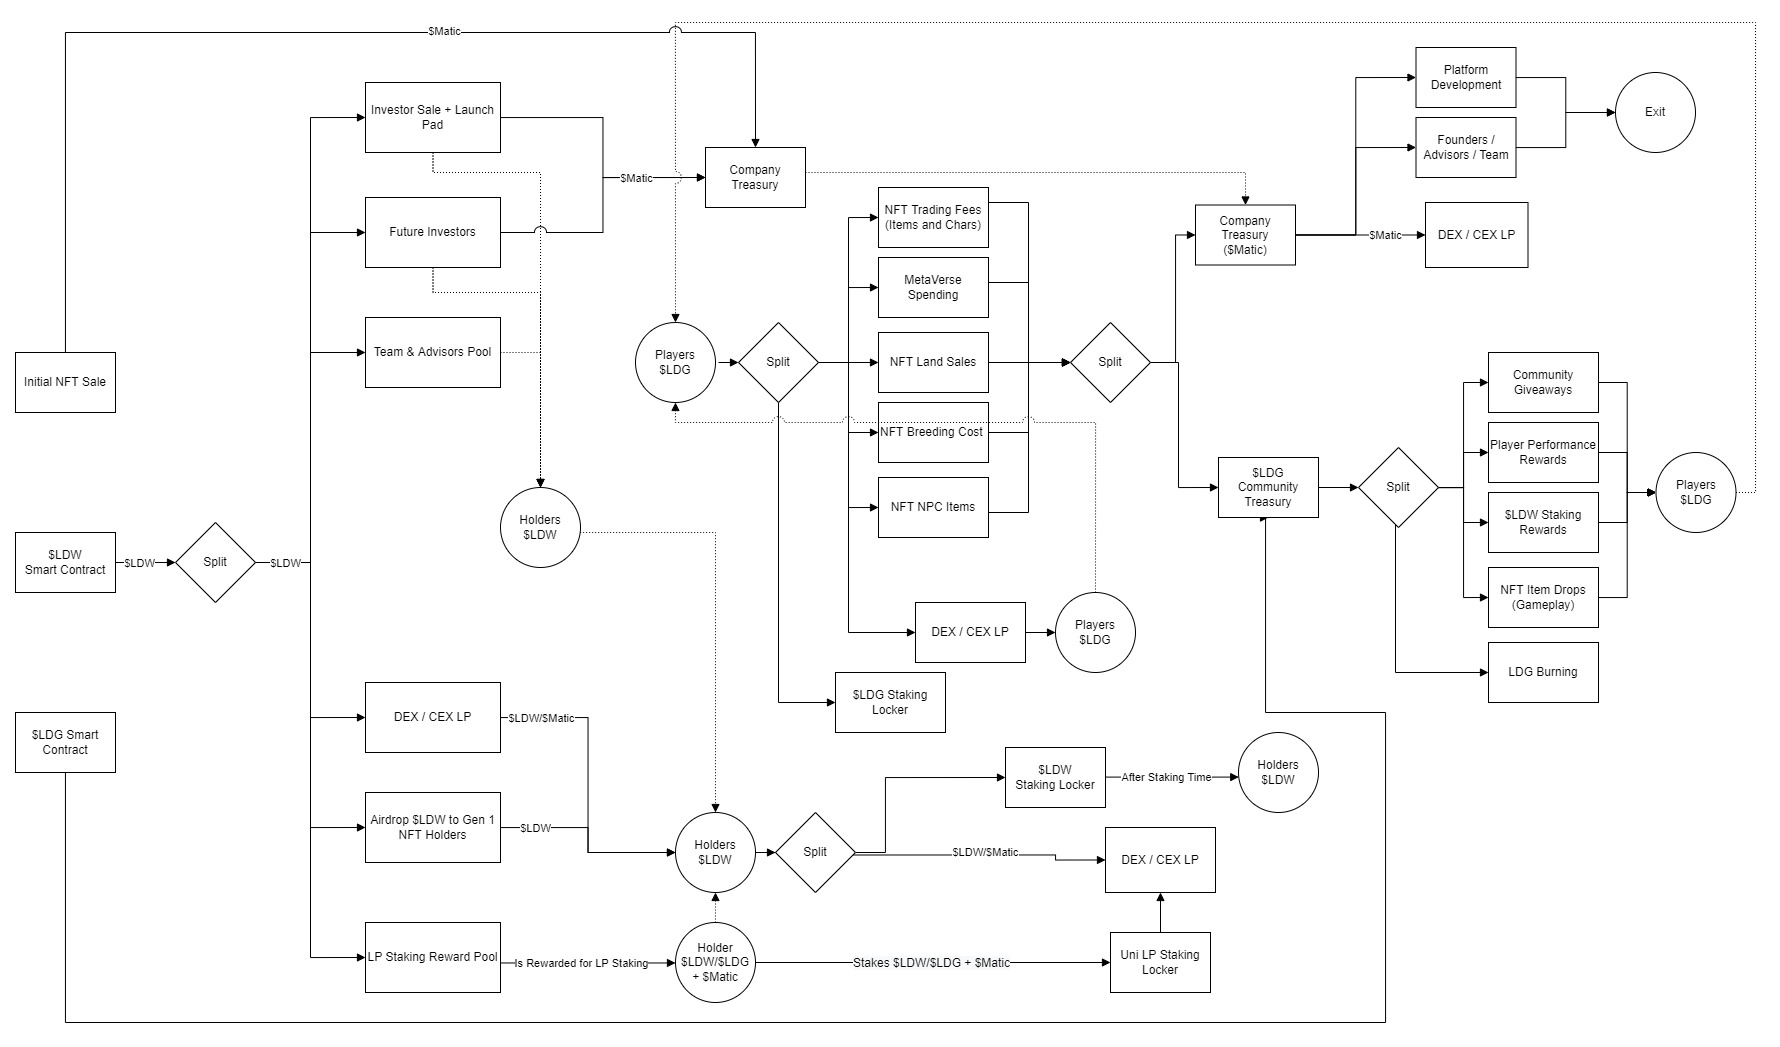 $Matic
Investor Sale + Launch
Pad
Future Investors
$Matic
Company
Treasury
Team & Advisors Pool
Initial NFT Sale
Holders
$LDW
$LDW
Smart Contract
$LDW
Split
$LDW
$LDG Smart
Contract
DEX / CEX LP
$LDW/$Matic
Airdrop $LDW to Gen 1
NFT Holders
$LDW
LP Staking Reward Pool
Is Rewarded for LP Staking
Holder
$LDW/$LDG
+ $Matic
Stakes $LDW/$LDG + $Matic
Uni LP Staking
Locker
Holders
$LDW
Split
$LDW/$Matic
DEX / CEX LP
$LDW
Staking Locker
After Staking Time
Holders
$LDW
Players
$LDG
Split
NFT Trading Fees
(Items and Chars)
MetaVerse
Spending
NFT Land Sales
NFT Breeding Cost
NFT NPC Items
DEX / CEX LP
Players
$LDG
$LDG Staking
Locker
Split
Company
Treasury
($Matic)
Platform
Development
Founders /
Advisors / Team
Exit
$Matic
DEX / CEX LP
$LDG
Community
Treasury
Split
Community
Giveaways
Player Performance
Rewards
$LDW Staking
Rewards
NFT Item Drops
(Gameplay)
LDG Burning
Players
$LDG